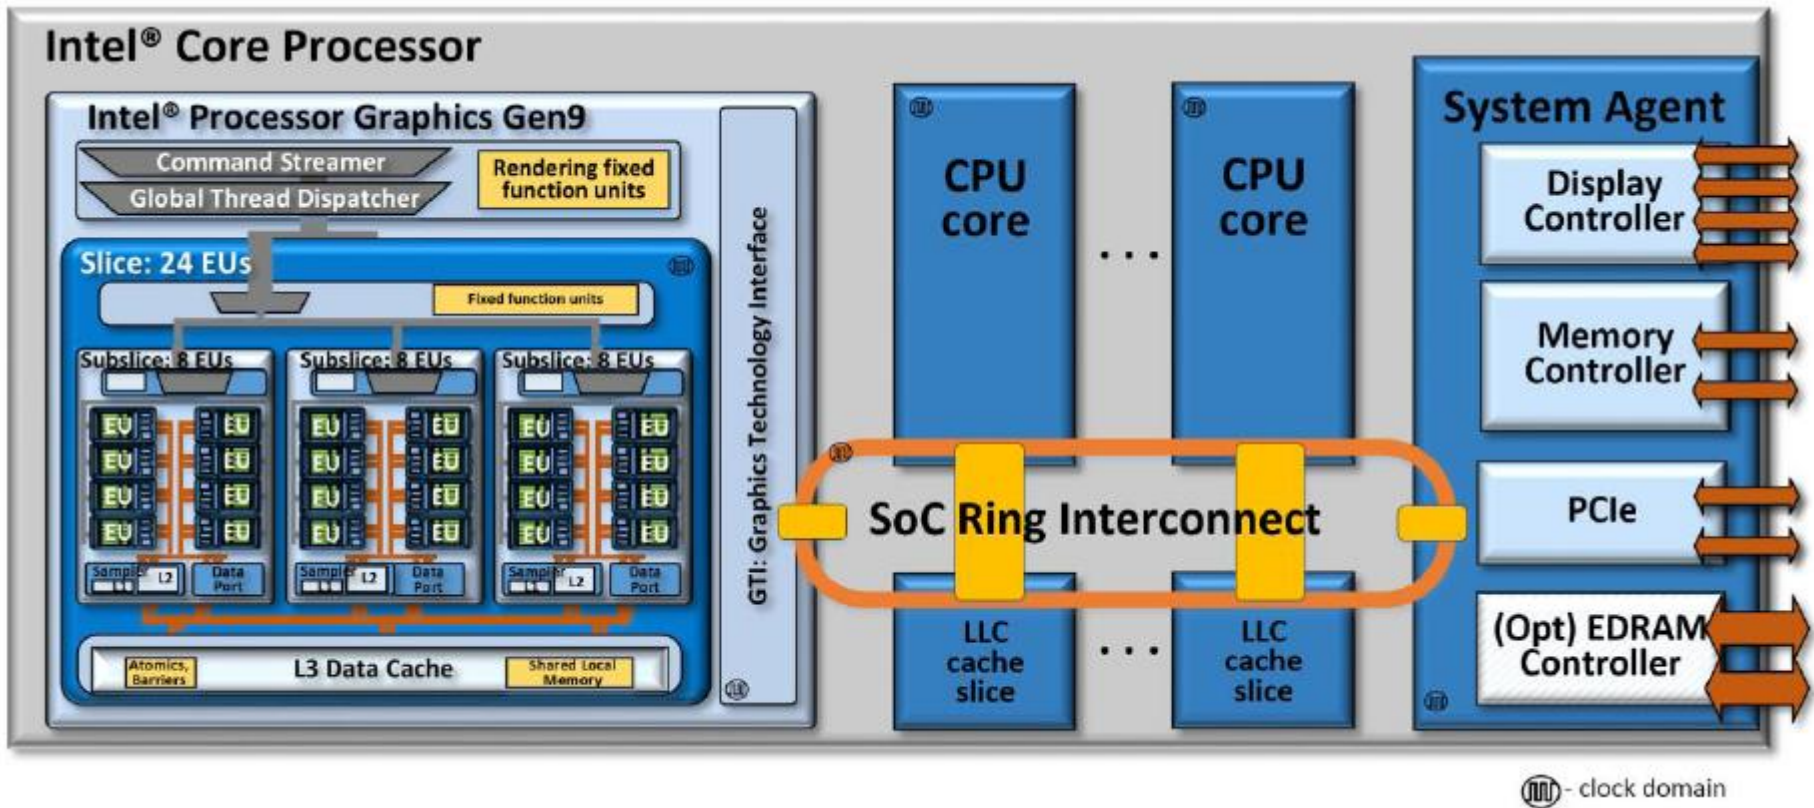 Intel® Core Processor
Intel® Processor Graphics Gen9
Command Streamer
Global Thread Dispatcher
Rendering fixed
function units
Slice: 24 EUs
Fixed function units
Subslice: 8 EUs
Subslice: 8 EUs
Subslice: 8 EUs
EU EU EU EU EU EU
EU EU EU EU EU EU
EU EU EU EU EU EU
EU EU EU EU EU EU
Sampler
L1
L2
Data
Port
Sampler
L1
L2
Data
Port
Sampler
L1
L2
Data
Port
Atomics,
Barriers
L3 Data Cache
Shared Local
Memory
GTI: Graphics Technology Interface
CPU
core
...
CPU
core
SoC Ring Interconnect
LLC
cache
slice
...
LLC
cache
slice
System Agent
Display
Controller
Memory
Controller
PCIe
(Opt) EDRAM
Controller
- clock domain